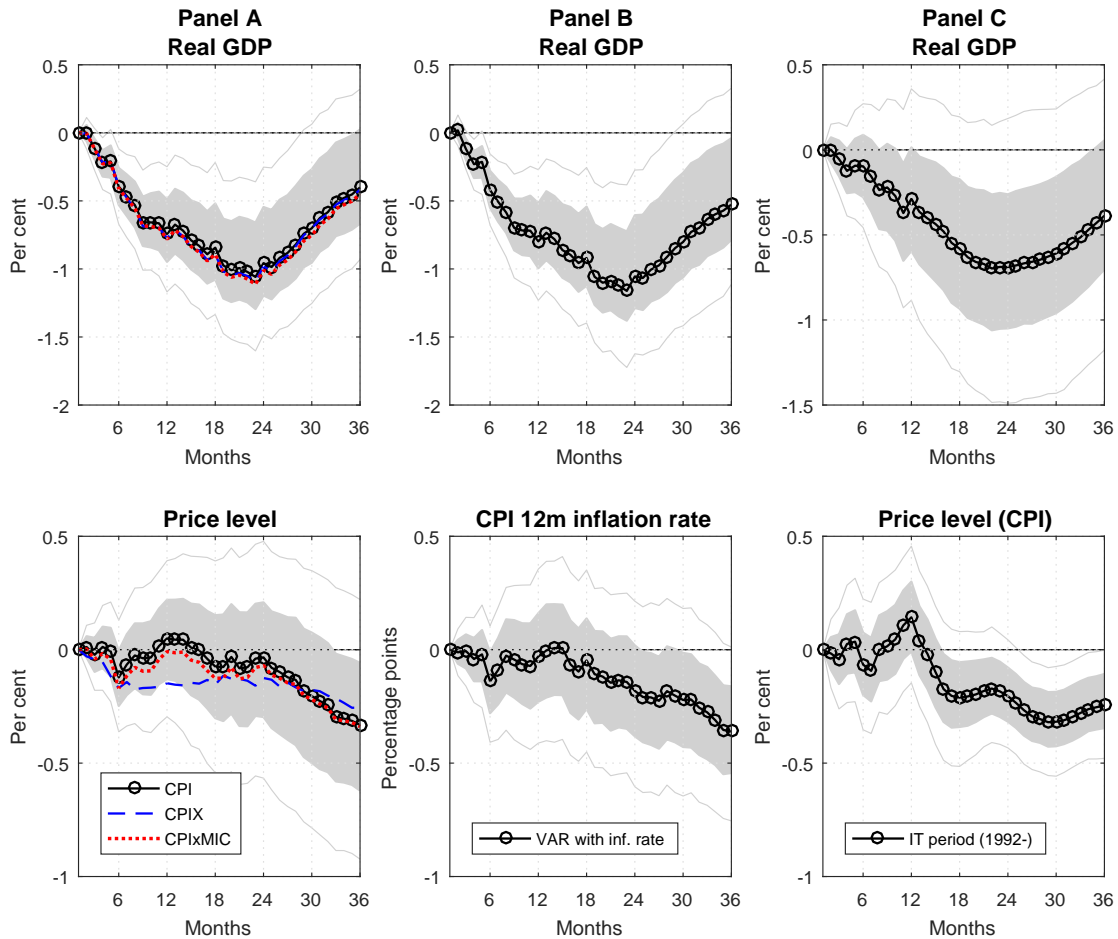 Panel A
Real GDP
0.5
0
-0.5
-1
-1.5
-2
Per cent
6 12 18 24 30 36
Months
Panel B
Real GDP
0.5
0
-0.5
-1
-1.5
-2
Per cent
6 12 18 24 30 36
Months
Panel C
Real GDP
0.5
0
-0.5
-1
-1.5
Per cent
6 12 18 24 30 36
Months
Price level
0.5
0
-0.5
-1
Per cent
CPI
CPIX
CPIxMIC
6 12 18 24 30 36
Months
CPI 12m inflation rate
0.5
0
-0.5
-1
Percentage points
VAR with inf. rate
6 12 18 24 30 36
Months
Price level (CPI)
0.5
0
-0.5
-1
Per cent
IT period (1992-)
6 12 18 24 30 36
Months